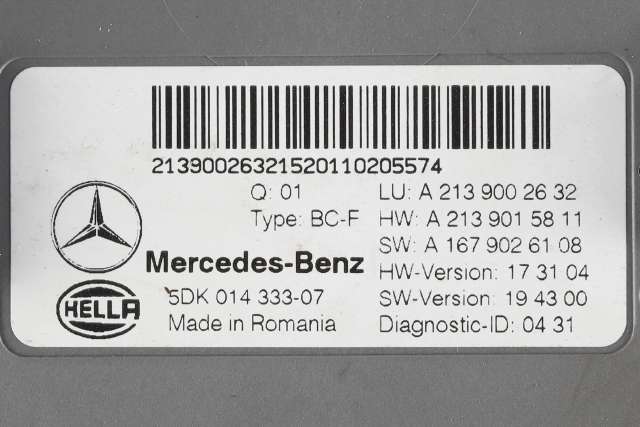 21390026321520110205574
Q: 01 LU: A 213 900 26 32
Type: BC-F HW: A 213 901 58 11
SW: A 167 902 61 08
Mercedes-Benz HW-Version: 17 31 04
5DK 014 333-07 SW-Version: 19 43 00
HELLA Made in Romania Diagnostic-ID: 04 31